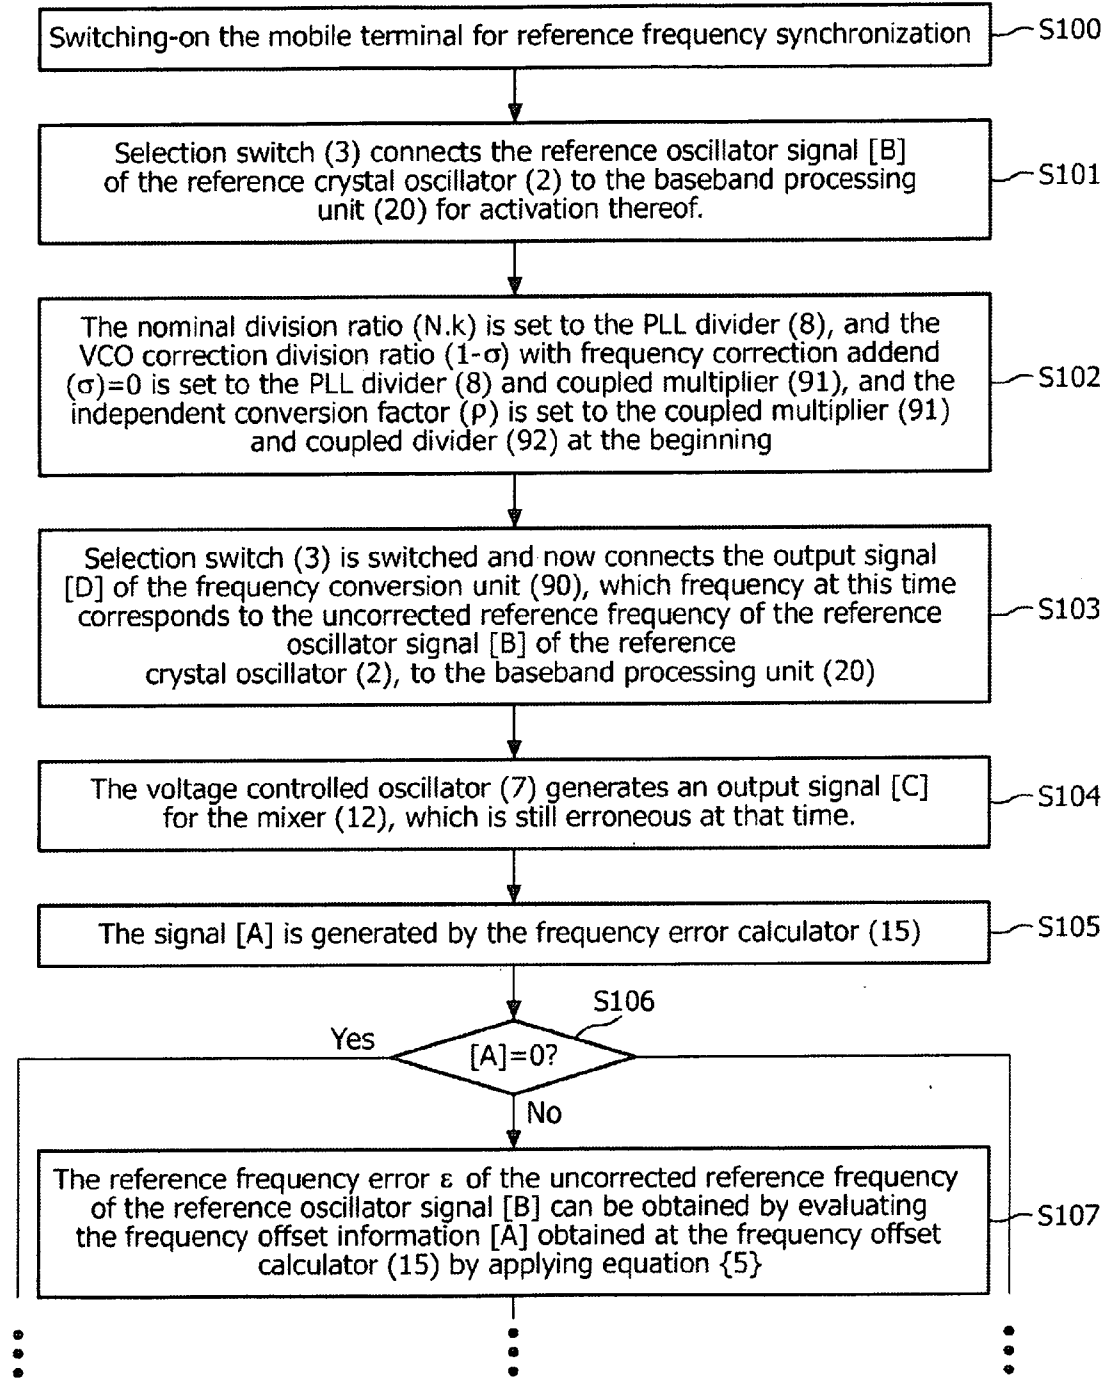 Switching-on the mobile terminal for reference frequency synchronization
S100
Selection switch (3) connects the reference oscillator signal [B]
of the reference crystal oscillator (2) to the baseband processing
unit (20) for activation thereof.
S101
The nominal division ratio (N.k) is set to the PLL divider (8), and the
VCO correction division ratio (1-σ) with frequency correction addend
(σ)=0 is set to the PLL divider (8) and coupled multiplier (91), and the
independent conversion factor (ρ) is set to the coupled multiplier (91)
and coupled divider (92) at the beginning
S102
Selection switch (3) is switched and now connects the output signal
[D] of the frequency conversion unit (90), which frequency at this time
corresponds to the uncorrected reference frequency of the reference
oscillator signal [B] of the reference
crystal oscillator (2), to the baseband processing unit (20)
S103
The voltage controlled oscillator (7) generates an output signal [C]
for the mixer (12), which is still erroneous at that time.
S104
The signal [A] is generated by the frequency error calculator (15)
S105
S106
Yes
[A]=0?
No
The reference frequency error ε of the uncorrected reference frequency
of the reference oscillator signal [B] can be obtained by evaluating
the frequency offset information [A] obtained at the frequency offset
calculator (15) by applying equation {5}
S107